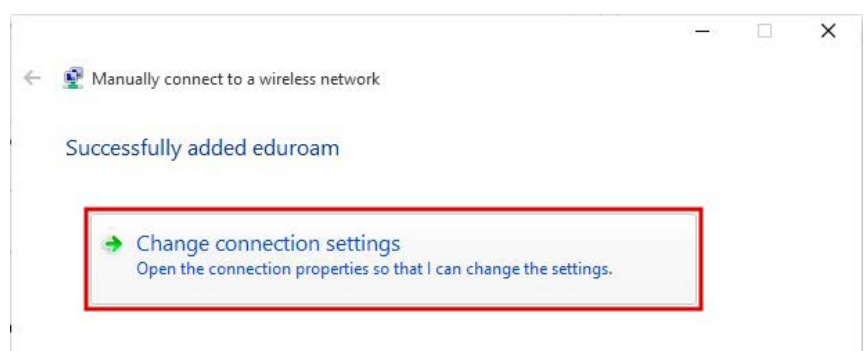 Manually connect to a wireless network
Successfully added eduroam
Change connection settings
Open the connection properties so that I can change the settings.